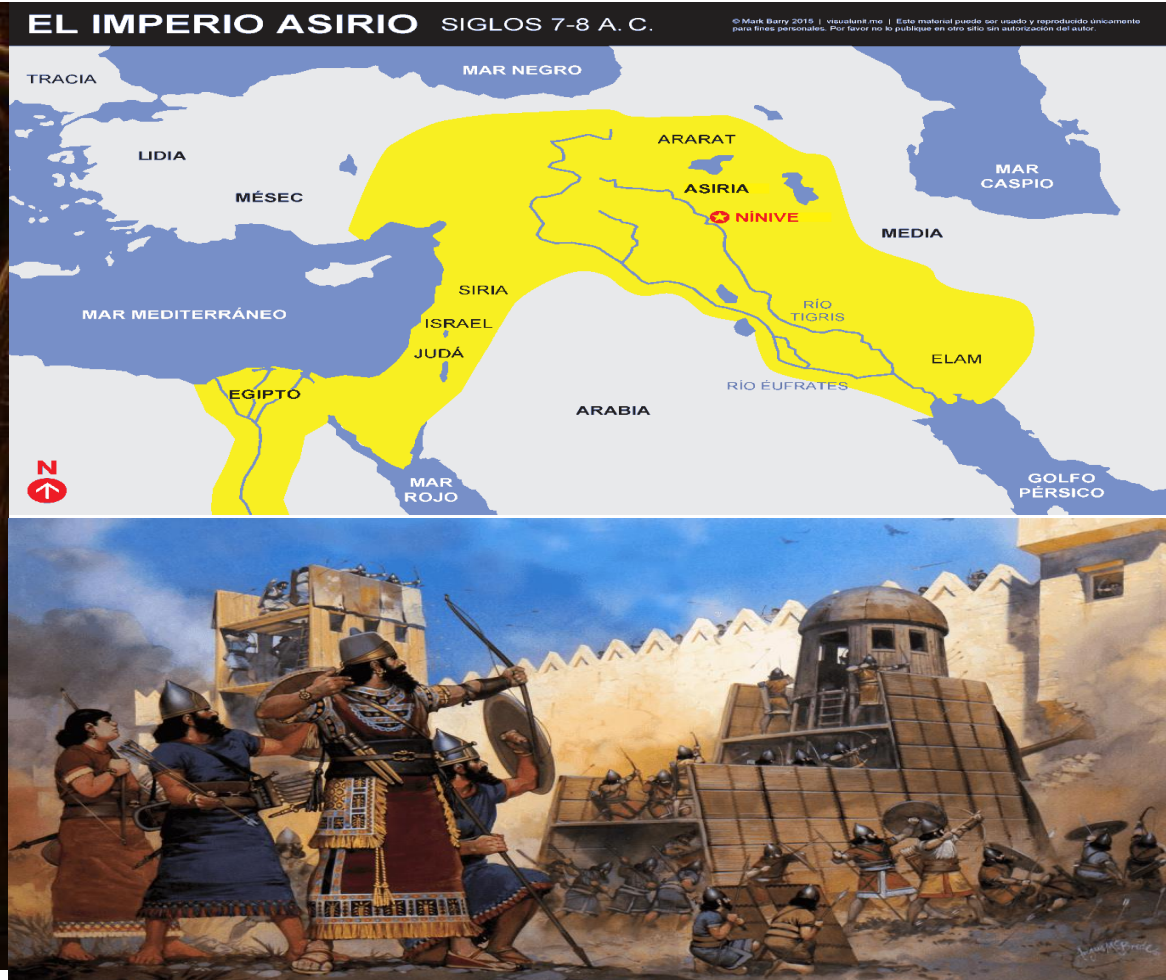 EL IMPERIO ASIRIO SIGLOS 7-8 A. C.
© Mark Barry 2015 | visualunit.me | Este material puede ser usado y reproducido únicamente
para fines personales. Por favor no lo publique en otro sitio sin autorización del autor.
TRACIA
MAR NEGRO
LIDIA
MÉSEC
ARARAT
ASIRIA
NÍNIVE
MAR
CASPIO
MEDIA
SIRIA
MAR MEDITERRÁNEO
ISRAEL
JUDÁ
RÍO
TIGRIS
ELAM
RÍO ÉUFRATES
EGIPTO
ARABIA
N
MAR
ROJO
GOLFO
PÉRSICO